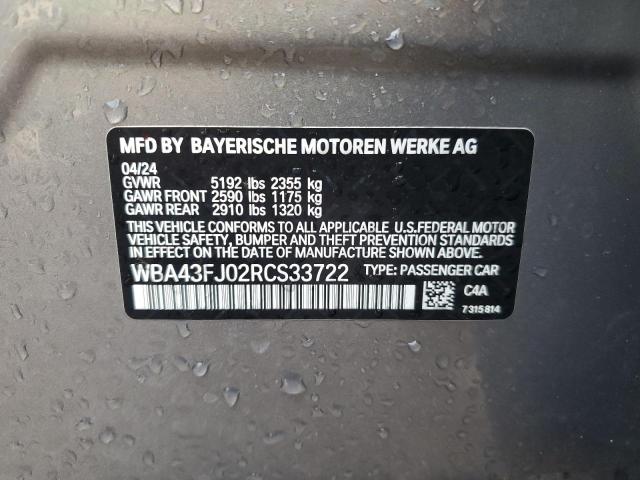 MFD BY BAYERISCHE MOTOREN WERKE AG
04/24
GVWR 5192 lbs 2355 kg
GAWR FRONT 2590 lbs 1175 kg
GAWR REAR 2910 lbs 1320 kg
THIS VEHICLE CONFORMS TO ALL APPLICABLE U.S.FEDERAL MOTOR
VEHICLE SAFETY, BUMPER AND THEFT PREVENTION STANDARDS
IN EFFECT ON THE DATE OF MANUFACTURE SHOWN ABOVE.
WBA43FJ02RCS33722 TYPE: PASSENGER CAR
C4A
7315814